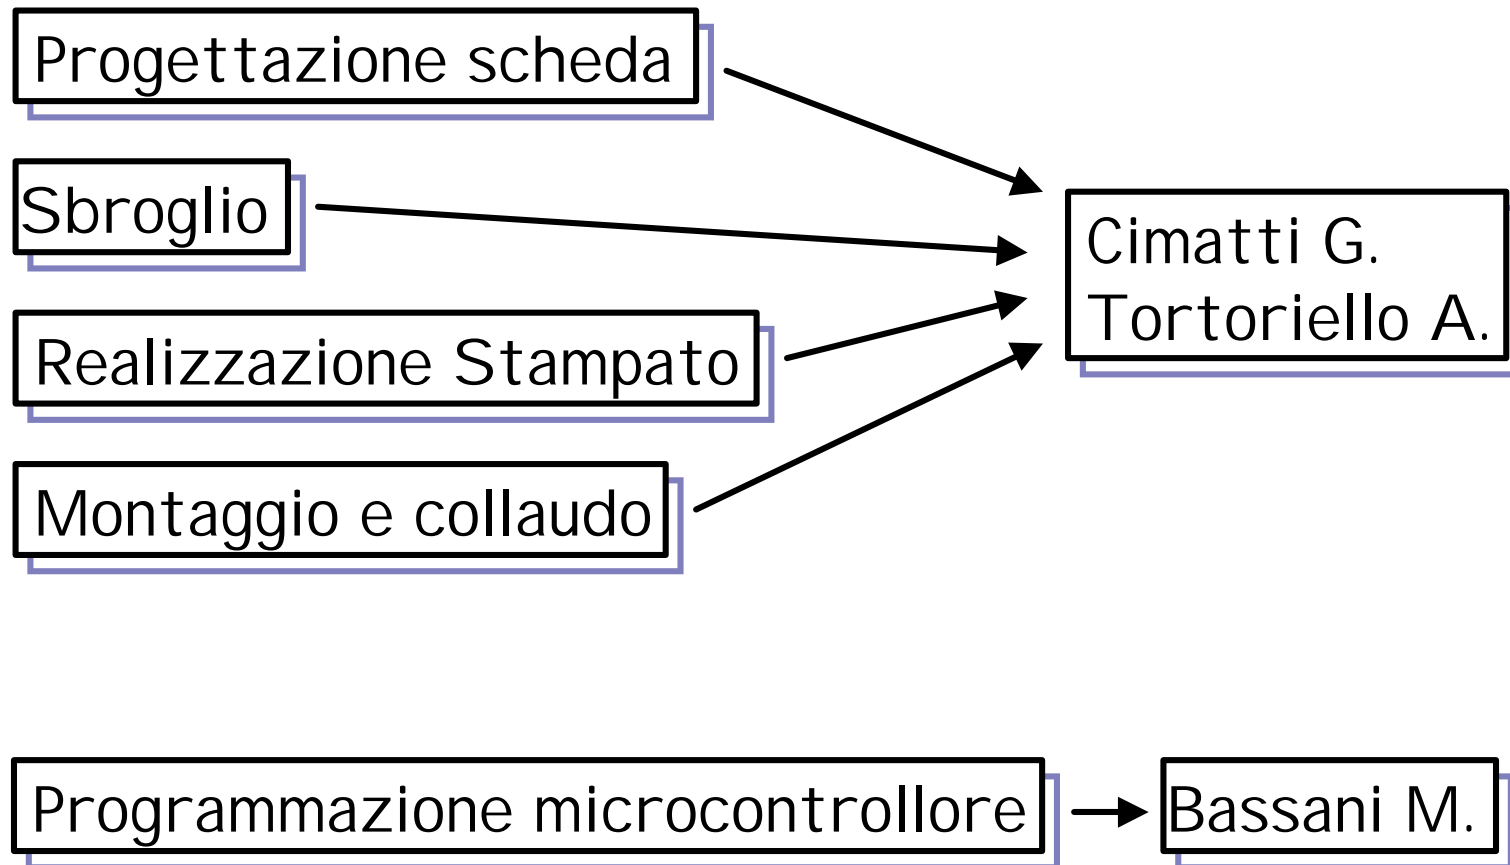 Progettazione scheda
Sbroglio
Realizzazione Stampato
Montaggio e collaudo
Cimatti G.
Tortoriello A.
Programmazione microcontrollore
Bassani M.